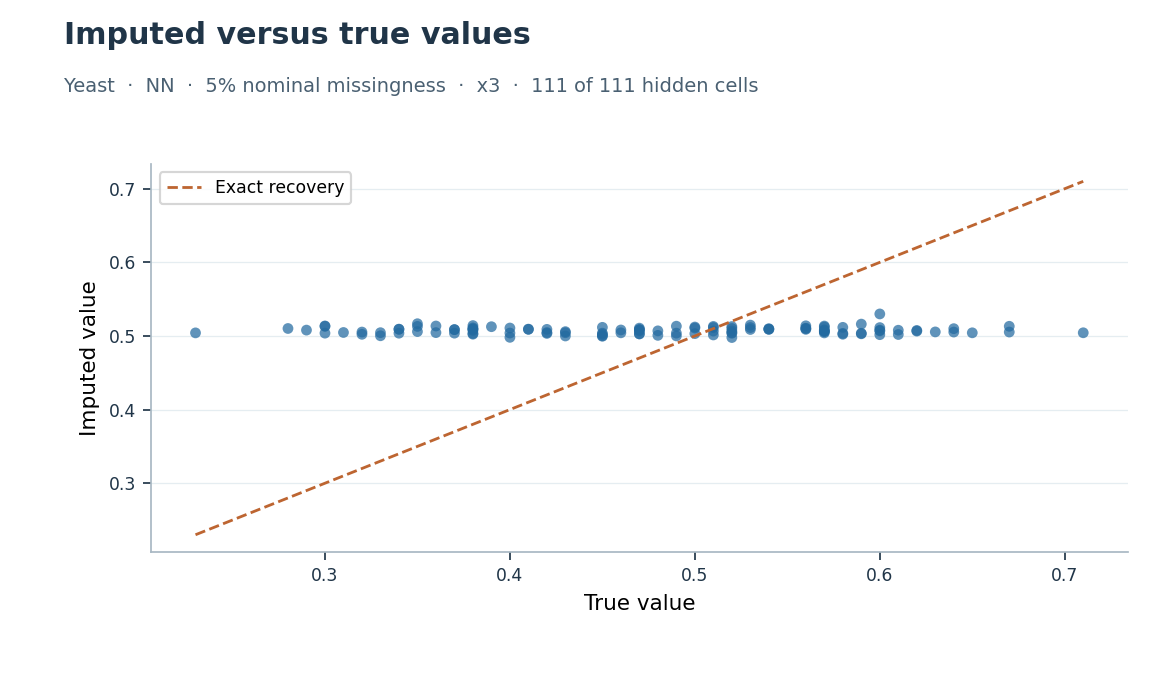 Imputed versus true values
Yeast · NN · 5% nominal missingness · x3 · 111 of 111 hidden cells
Exact recovery
0.7
0.6
0.5
0.4
0.3
Imputed value
0.3 0.4 0.5 0.6 0.7
True value